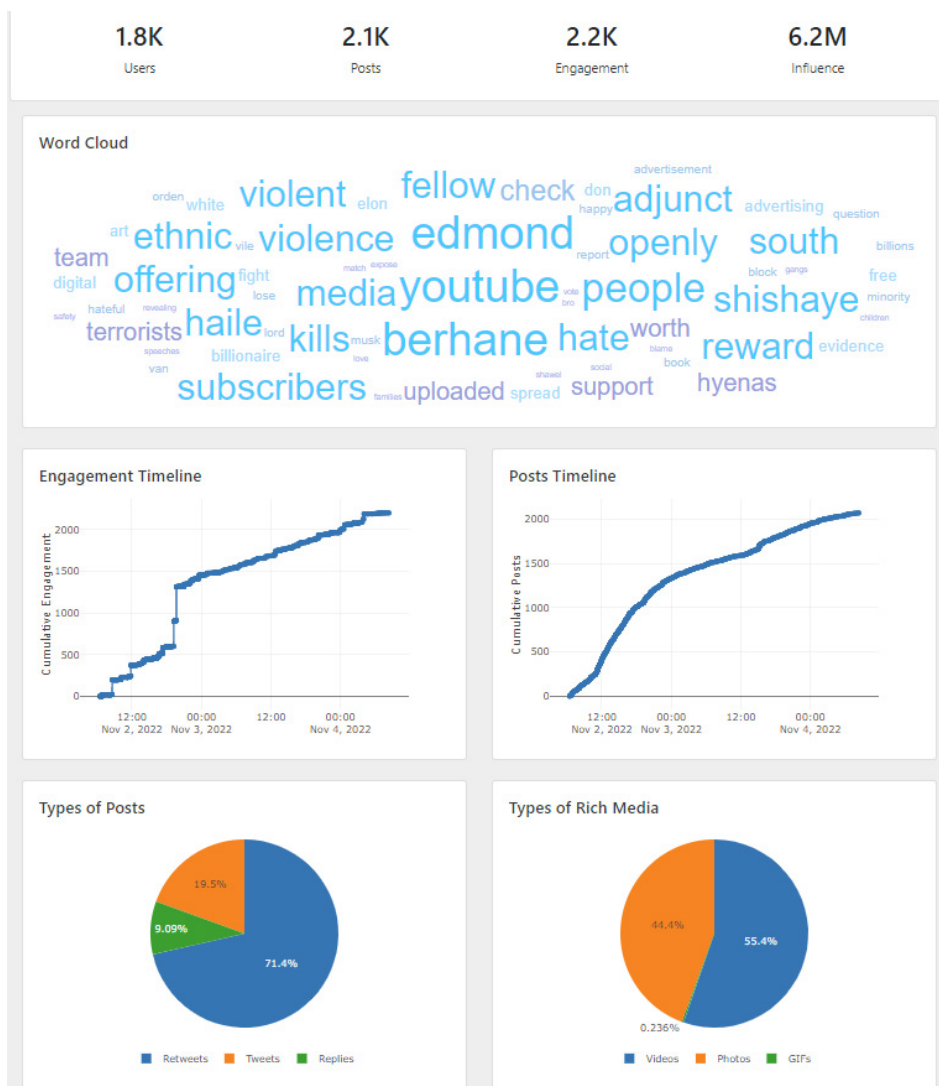 1.8K 2.1K 2.2K 6.2M
Users Posts Engagement Influence
Word Cloud
advertisement
orden white violent elon fellow check don happy adjunct advertising question
art ethnic vile violence edmond report openly south billions
team match expose
digital offering fight media youtube vote bro people block gangs free
safety hateful revealing lose shishaye minority
terrorists haile lord kills musk berhane hate worth children
speeches billionaire love blame reward evidence
van book
subscribers families uploaded spread shawel social support hyenas
Engagement Timeline Posts Timeline
Cumulative Engagement
2000
1500
1000
500
0
12:00 00:00 12:00 00:00
Nov 2, 2022 Nov 3, 2022 Nov 4, 2022
Cumulative Posts
2000
1500
1000
500
0
12:00 00:00 12:00 00:00
Nov 2, 2022 Nov 3, 2022 Nov 4, 2022
Types of Posts Types of Rich Media
19.5%
9.09%
71.4%
Retweets Tweets Replies
44.4%
55.4%
0.236%
Videos Photos GIFs